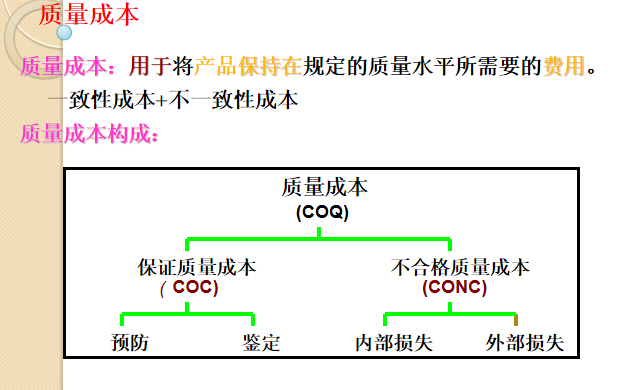 质量成本
质量成本：用于将产品保持在规定的质量水平所需要的费用。
一致性成本+不一致性成本
质量成本构成：
质量成本
(COQ)
保证质量成本
（COC)
不合格质量成本
(CONC)
预防
鉴定
内部损失
外部损失